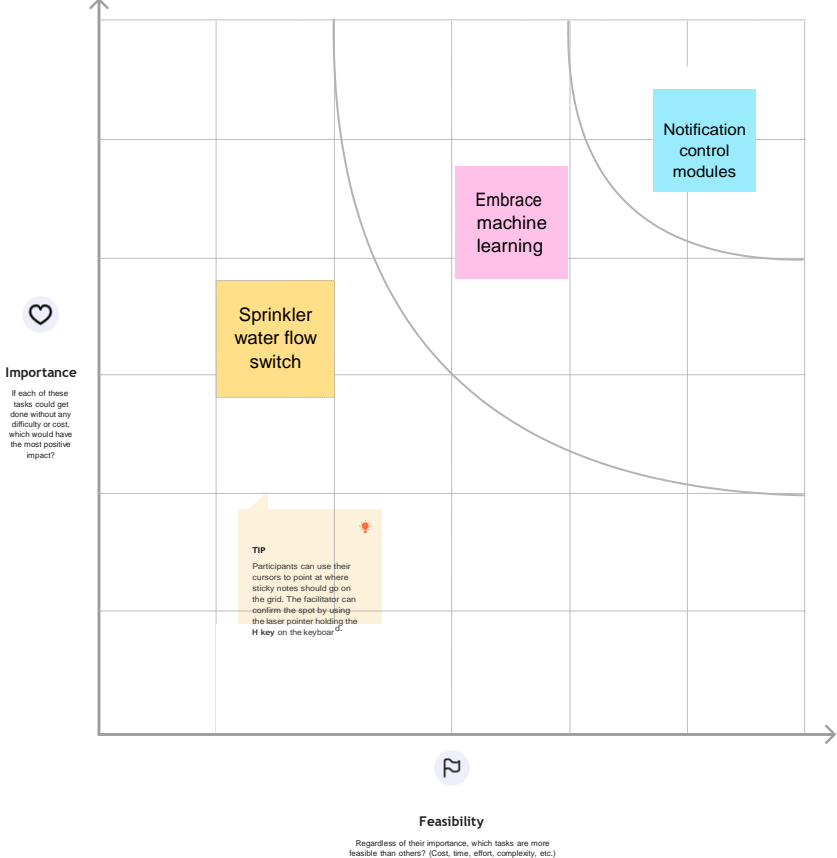 Notification
control
modules
Embrace
machine
learning
Sprinkler
water flow
switch
Importance
If each of these
tasks could get
done without any
difficulty or cost,
which would have
the most positive
impact?
TIP
Participants can use their
cursors to point at where
sticky notes should go on
the grid. The facilitator can
confirm the spot by using
the laser pointer holding the
H key on the keyboard.
Feasibility
Regardless of their importance, which tasks are more
feasible than others? (Cost, time, effort, complexity, etc.)